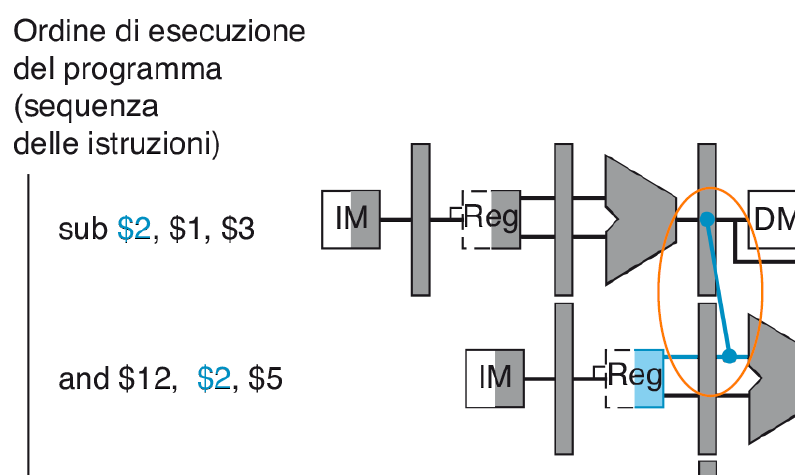 Ordine di esecuzione
del programma
(sequenza
delle istruzioni)
sub $2, $1, $3
IM
Reg
DM
and $12, $2, $5
IM
Reg